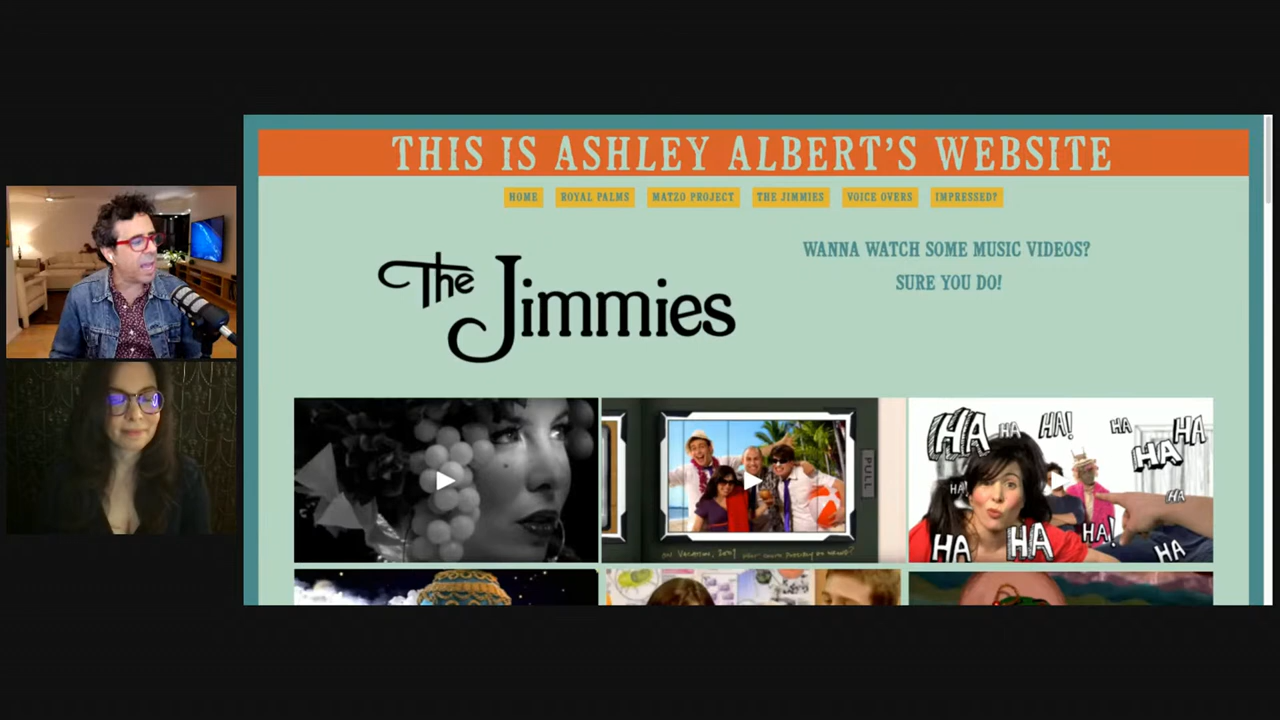 THIS IS ASHLEY ALBERT'S WEBSITE
HOME ROYAL PALMS MATZO PROJECT THE JIMMIES VOICE OVERS IMPRESSED?
The Jimmies
WANNA WATCH SOME MUSIC VIDEOS?
SURE YOU DO!
PULL
HA HA HA! HA HA HA
HA HA
HA HA HA! HA